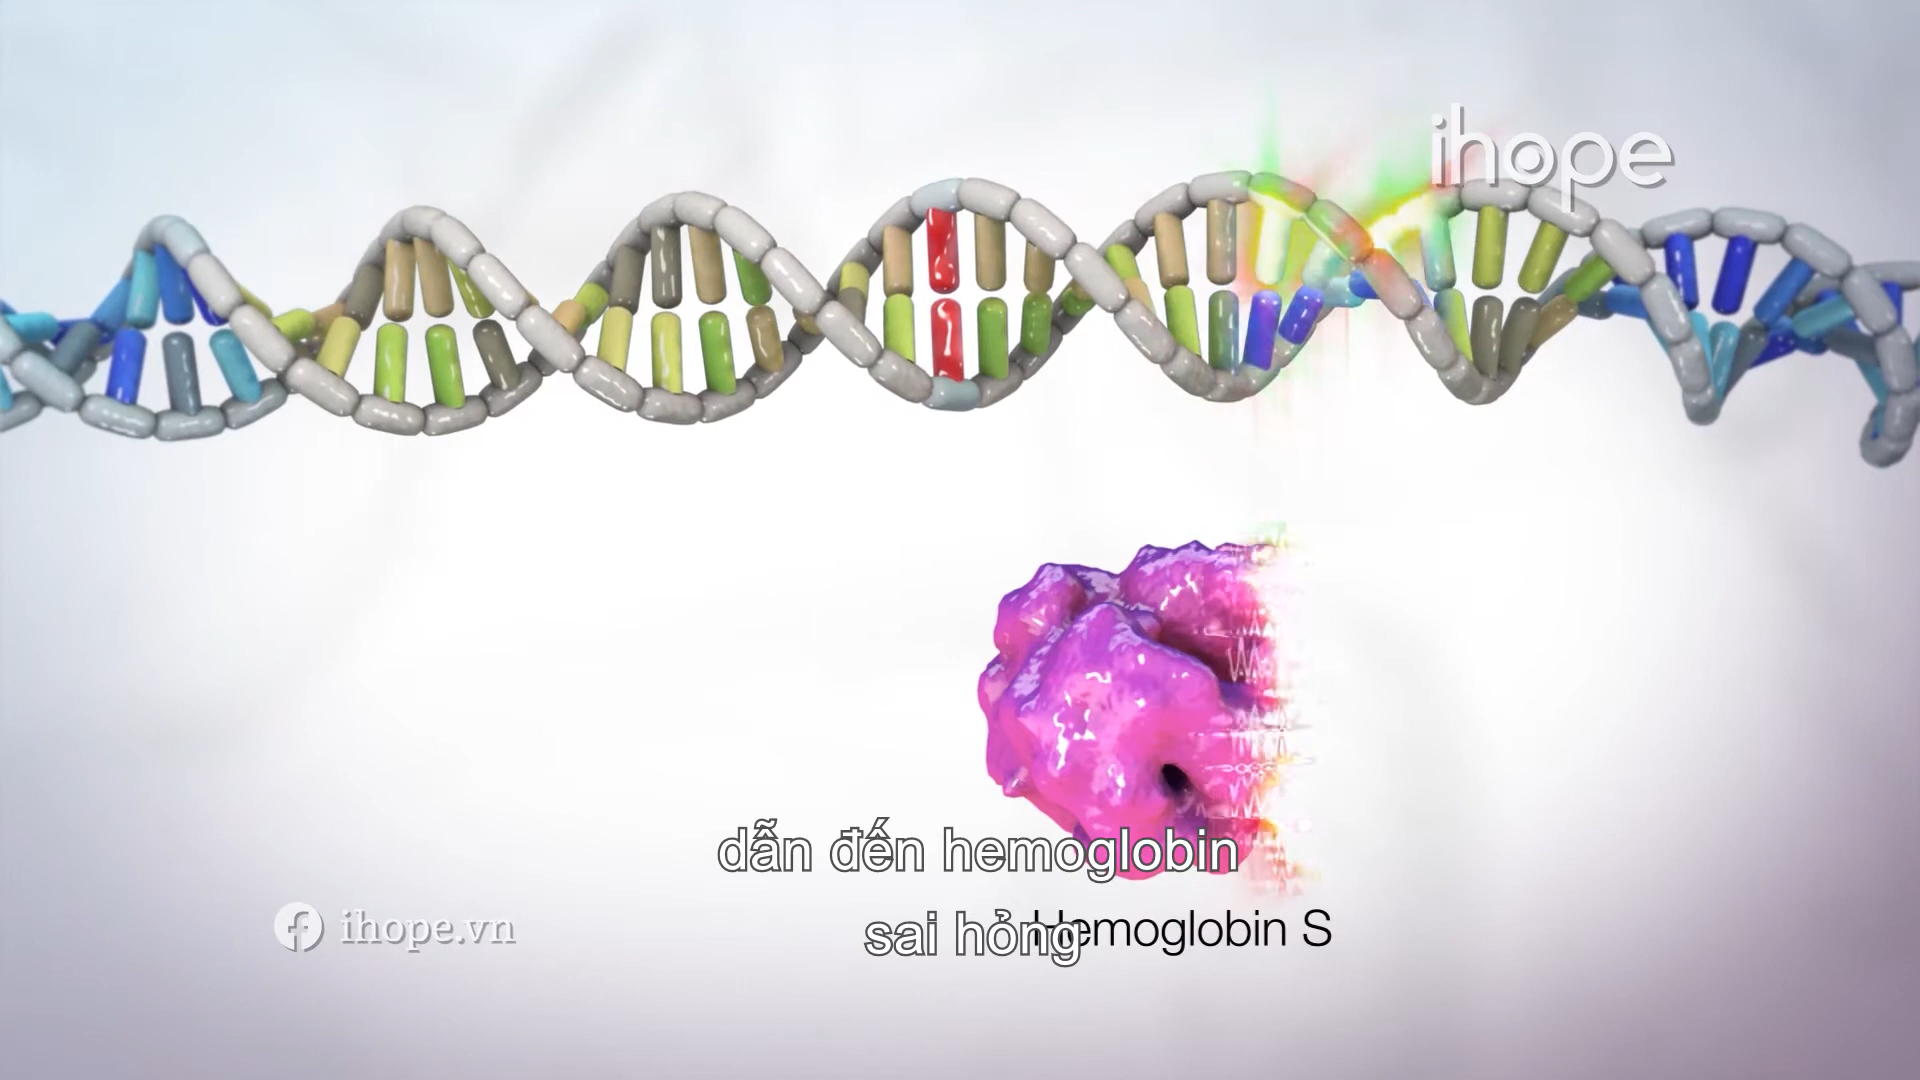 ihope
dẫn đến hemoglobin
sai hỏng
Hemoglobin S
ihope.vn